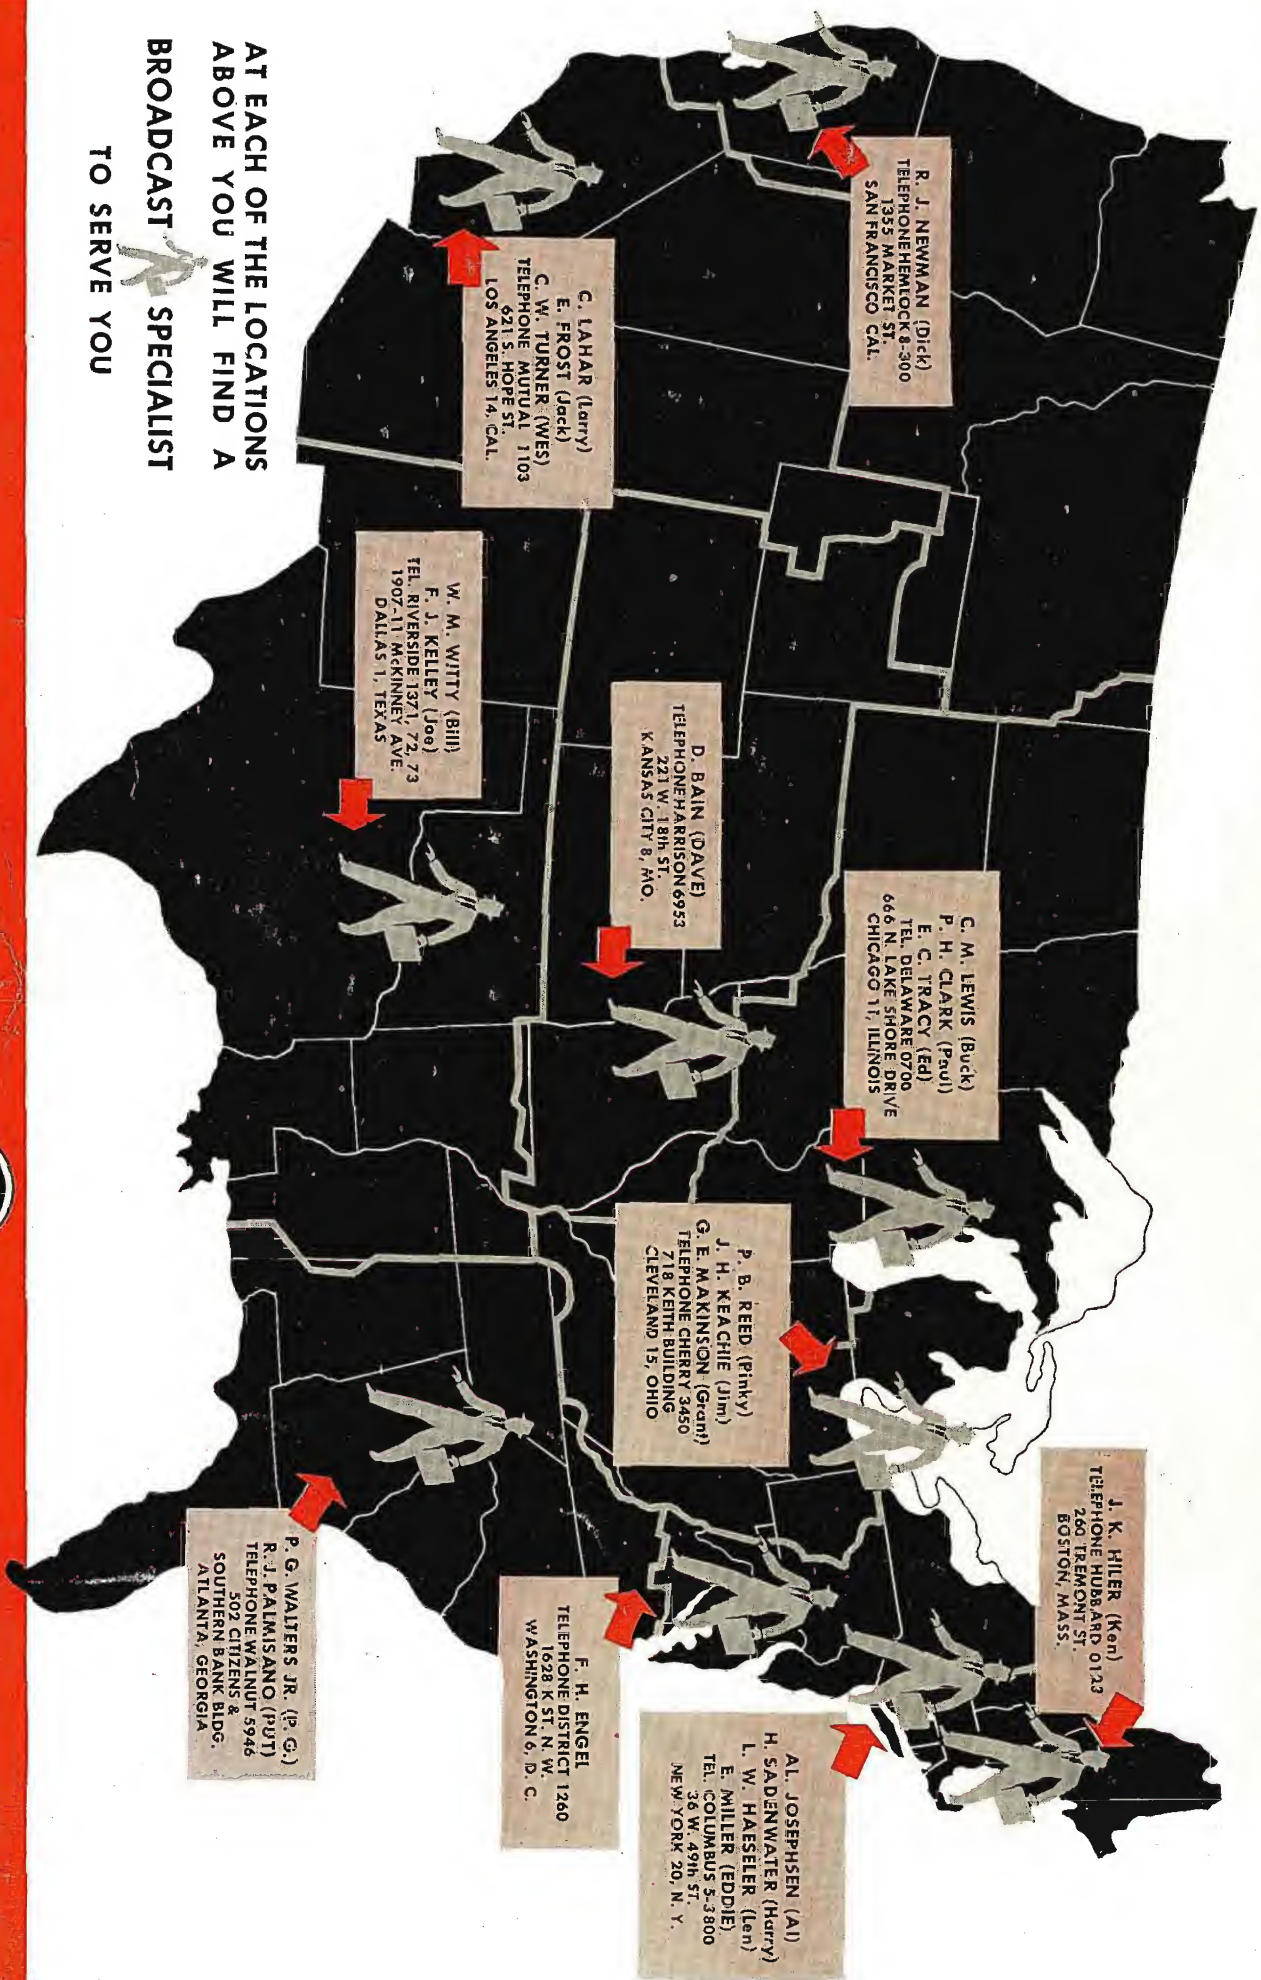 R. J. NEWMAN (Dick)
TELEPHONE HEMLOCK 8-300
1355 MARKET ST.
SAN FRANCISCO CAL.
C. LAHAR (Larry)
E. FROST (Jack)
C. W. TURNER (WES)
TELEPHONE MUTUAL 1103
621 S. HOPE ST.
LOS ANGELES 14, CAL.
W. M. WITTY (Bill)
F. J. KELLEY (Joe)
TEL. RIVERSIDE 1371, 72, 73
1907-11 McKINNEY AVE.
DALLAS 1, TEXAS
D. BAIN (DAVE)
TELEPHONE HARRISON 6953
221 W. 18th ST.
KANSAS CITY 8, MO.
C. M. LEWIS (Buck)
P. H. CLARK (Paul)
E. C. TRACY (Ed)
TEL. DELAWARE 0700
666 N. LAKE SHORE DRIVE
CHICAGO 11, ILLINOIS
P. B. REED (Pinky)
J. H. KEACHIE (Jim)
G. E. MAKINSON (Grant)
TELEPHONE CHERRY 3450
718 KEITH BUILDING
CLEVELAND 15, OHIO
J. K. HILER (Ken)
TELEPHONE HUBBARD 0123
260 TREMONT ST.
BOSTON, MASS.
AL. JOSEPHSEN (Al)
H. SADENWATER (Harry)
L. W. HAESELER (Len)
E. MILLER (EDDIE)
TEL. COLUMBUS 5-3800
36 W. 49th ST.
NEW YORK 20, N. Y.
F. H. ENGEL
TELEPHONE DISTRICT 1260
1628 K ST. N. W.
WASHINGTON 6, D. C.
P. G. WALTERS JR. (P. G.)
R. J. PALMISANO (PUT)
TELEPHONE WALNUT 5946
502 CITIZENS &
SOUTHERN BANK BLDG.
ATLANTA, GEORGIA
AT EACH OF THE LOCATIONS
ABOVE YOU WILL FIND A
BROADCAST SPECIALIST
TO SERVE YOU